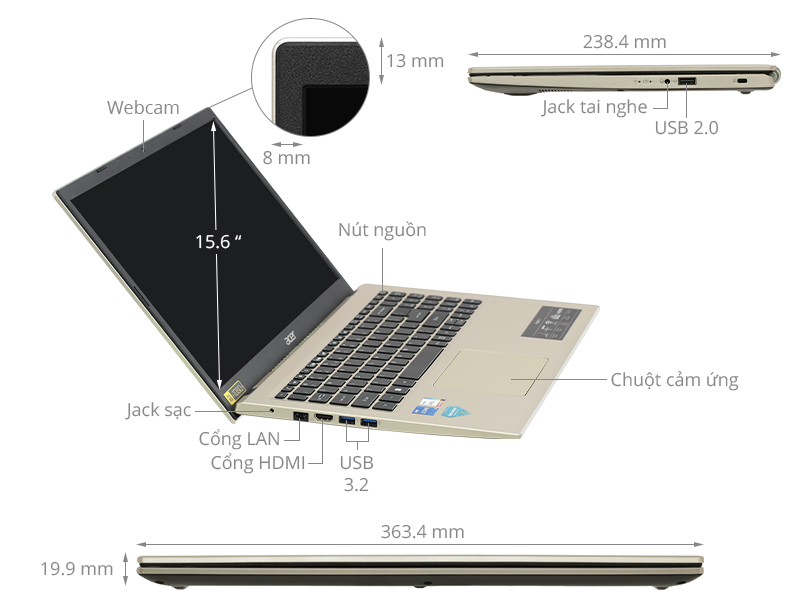 238.4 mm
13 mm
Webcam
Jack tai nghe
USB 2.0
8 mm
Nút nguồn
15.6 “
acer
Chuột cảm ứng
Jack sạc
Cổng LAN
Cổng HDMI
USB
3.2
363.4 mm
19.9 mm